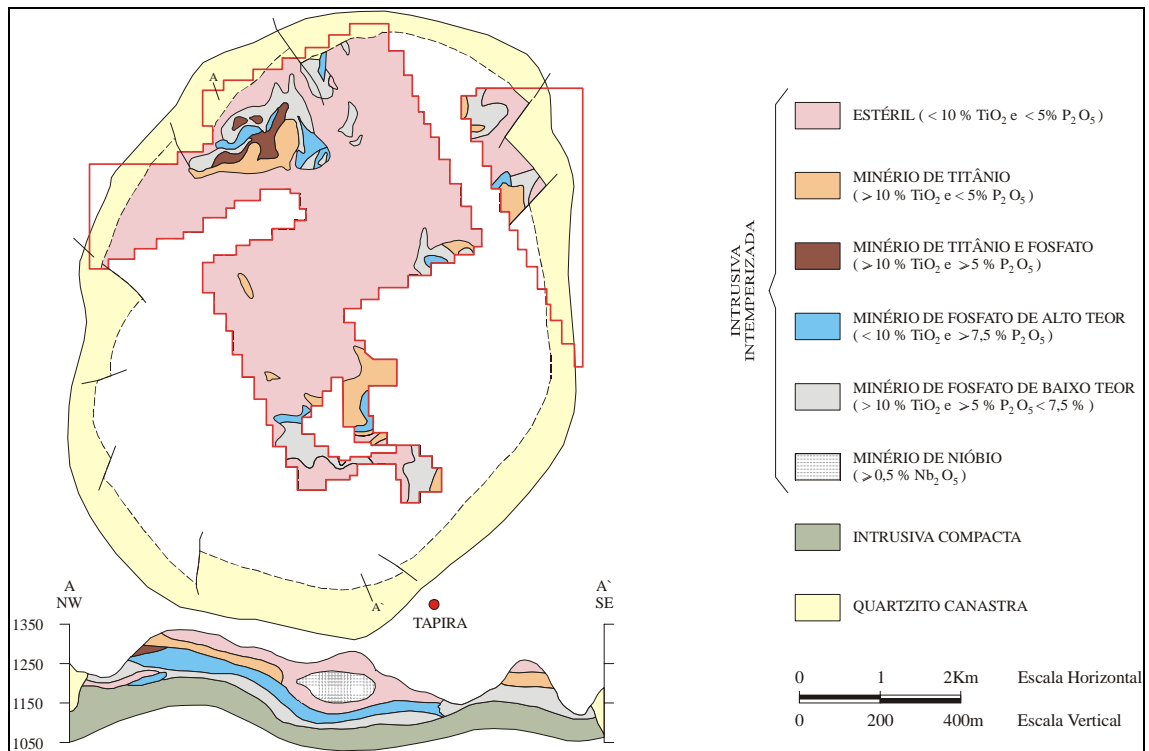 A
A`
TAPIRA
A
NW
A`
SE
1350
1250
1150
1050
INTRUSIVA
INTEMPERIZADA
ESTÉRIL ( < 10 % TiO2 e < 5% P2O5 )
MINÉRIO DE TITÂNIO
( > 10 % TiO2 e < 5% P2O5 )
MINÉRIO DE TITÂNIO E FOSFATO
( >10 % TiO2 e >5 % P2O5 )
MINÉRIO DE FOSFATO DE ALTO TEOR
( < 10 % TiO2 e >7,5 % P2O5 )
MINÉRIO DE FOSFATO DE BAIXO TEOR
( > 10 % TiO2 e >5 % P2O5 < 7,5 % )
MINÉRIO DE NIÓBIO
( >0,5 % Nb2O5 )
INTRUSIVA COMPACTA
QUARTZITO CANASTRA
0 1 2Km Escala Horizontal
0 200 400m Escala Vertical